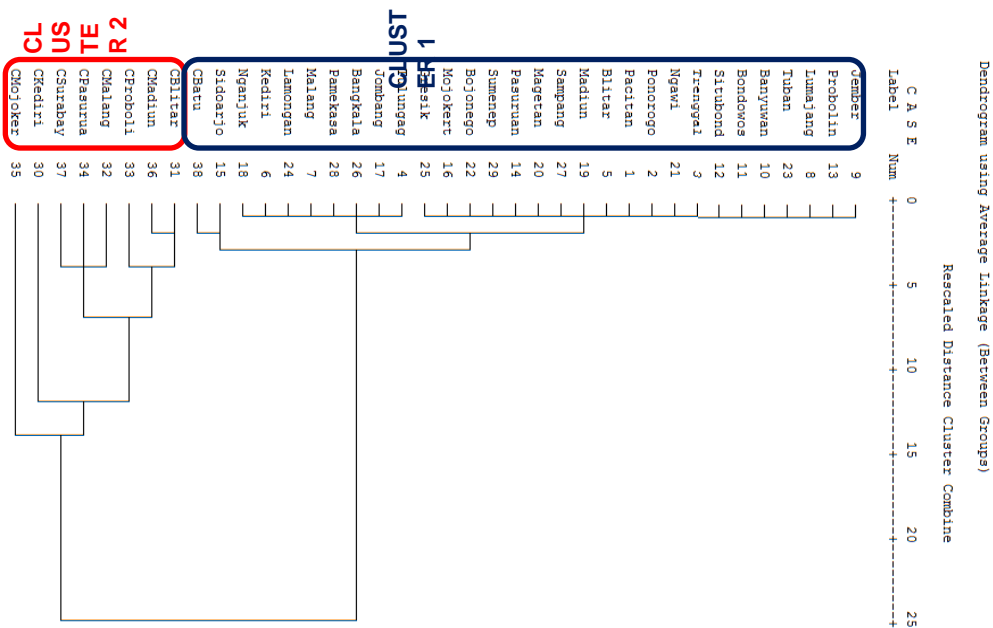 Dendrogram using Average Linkage (Between Groups)
Rescaled Distance Cluster Combine
C A S E 0 5 10 15 20 25
Label Num +---------+---------+---------+---------+---------+
Jember 9
Probolin 13
Lumajang 8
Tuban 23
Banyuwan 10
Bondowos 11
Situbond 12
Trenggal 3
Ngawi 21
Ponorogo 2
Pacitan 1
Blitar 5
Madiun 19
Sampang 27
Magetan 20
Pasuruan 14
Sumenep 29
Bojonego 22
Mojokert 16
25
4
Jombang 17
Bangkala 26
Pamekasa 28
Malang 7
Lamongan 24
Kediri 6
Nganjuk 18
Sidoarjo 15
CBatu 38
CBlitar 31
CMadiun 36
CProboli 33
CMalang 32
CPasurua 34
CSurabay 37
CKediri 30
CMojoker 35
CLUST
ER 1
CL
US
TE
R 2